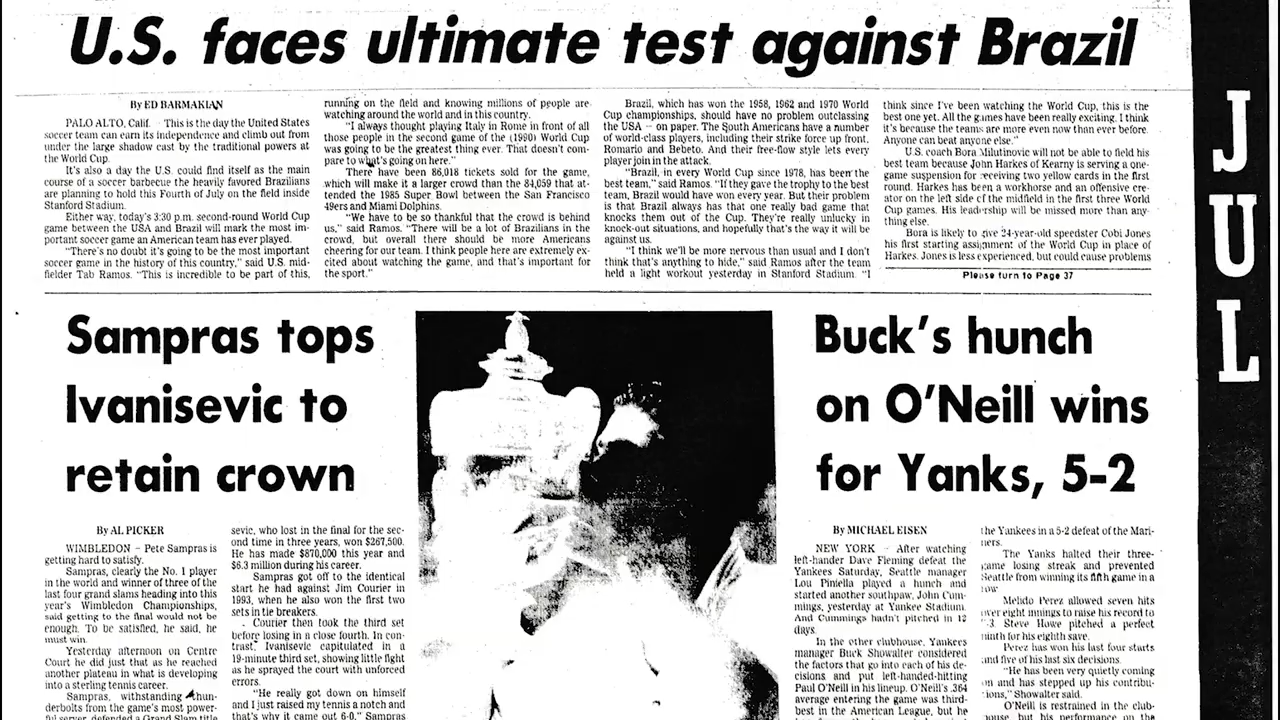 U.S. faces ultimate test against Brazil
By ED BARMAKIAN
PALO ALTO, Calif. – This is the day the United States
soccer team can earn its independence and climb out from
under the large shadow cast by the traditional powers at
the World Cup.
It's also a day the U.S. could find itself as the main
course of a soccer barbecue the heavily favored Brazilians
are planning to hold this Fourth of July on the field inside
Stanford Stadium.
Either way, today's 3:30 p.m. second-round World Cup
game between the USA and Brazil will mark the most im-
portant soccer game an American team has ever played.
"There's no doubt it's going to be the most important
soccer game in the history of this country," said U.S. mid-
fielder Tab Ramos. "This is incredible to be part of this,
running on the field and knowing millions of people are
watching around the world and in this country.
"I always thought playing Italy in Rome in front of all
those people in the second game of the (1990) World Cup
was going to be the greatest thing ever. That doesn't com-
pare to what's going on here."
There have been 86,018 tickets sold for the game,
which will make it a larger crowd than the 84,059 that at-
tended the 1985 Super Bowl between the San Francisco
49ers and Miami Dolphins.
"We have to be so thankful that the crowd is behind
us," said Ramos. "There will be a lot of Brazilians in the
crowd, but overall there should be more Americans
cheering for our team. I think people here are extremely ex-
cited about watching the game, and that's important for
the sport."
Brazil, which has won the 1958, 1962 and 1970 World
Cup championships, should have no problem outclassing
the USA — on paper. The South Americans have a number
of world-class players, including their strike force up front,
Romario and Bebeto. And their free-flow style lets every
player join in the attack.
"Brazil, in every World Cup since 1978, has been the
best team," said Ramos. "If they gave the trophy to the best
team, Brazil would have won every year. But their problem
is that Brazil always has that one really bad game that
knocks them out of the Cup. They're really unlucky in
knock-out situations, and hopefully that's the way it will be
against us.
"I think we'll be more nervous than usual and I don't
think that's anything to hide," said Ramos after the team
held a light workout yesterday in Stanford Stadium. "I
think since I've been watching the World Cup, this is the
best one yet. All the games have been really exciting. I think
it's because the teams are more even now than ever before.
Anyone can beat anyone else."
U.S. coach Bora Milutinovic will not be able to field his
best team because John Harkes of Kearny is serving a one-
game suspension for receiving two yellow cards in the first
round. Harkes has been a workhorse and an offensive cre-
ator on the left side of the midfield in the first three World
Cup games. His leadership will be missed more than any-
thing else.
Bora is likely to give 24-year-old speedster Cobi Jones
his first starting assignment of the World Cup in place of
Harkes. Jones is less experienced, but could cause problems
Please turn to Page 37
JUL
Sampras tops
Ivanisevic to
retain crown
By AL PICKER
WIMBLEDON – Pete Sampras is
getting hard to satisfy.
Sampras, clearly the No. 1 player
in the world and winner of three of the
last four grand slams heading into this
year's Wimbledon Championships,
said getting to the final would not be
enough. To be satisfied, he said, he
must win.
Yesterday afternoon on Centre
Court he did just that as he reached
another plateau in what is developing
into a sterling tennis career.
Sampras, withstanding thun-
derbolts from the game's most power-
ful server, defended a Grand Slam title
sevic, who lost in the final for the sec-
ond time in three years, won $267,500.
He has made $870,000 this year and
$6.3 million during his career.
Sampras got off to the identical
start he had against Jim Courier in
1993, when he also won the first two
sets in tie breakers.
Courier then took the third set
before losing in a close fourth. In con-
trast, Ivanisevic capitulated in a
19-minute third set, showing little fight
as he sprayed the court with unforced
errors.
"He really got down on himself
and I just raised my tennis a notch and
that's why it came out 6-0," Sampras
Buck's hunch
on O'Neill wins
for Yanks, 5-2
By MICHAEL EISEN
NEW YORK – After watching
left-hander Dave Fleming defeat the
Yankees Saturday, Seattle manager
Lou Piniella played a hunch and
started another southpaw, John Cum-
mings, yesterday at Yankee Stadium.
And Cummings hadn't pitched in 12
days.
In the other clubhouse, Yankees
manager Buck Showalter considered
the factors that go into each of his de-
cisions and put left-handed-hitting
Paul O'Neill in his lineup. O'Neill's .364
average entering the game was third-
best in the American League, but he
the Yankees in a 5-2 defeat of the Mari-
ners.
The Yanks halted their three-
game losing streak and prevented
Seattle from winning its fifth game in a
row
Melido Perez allowed seven hits
over eight innings to raise his record to
Steve Howe pitched a perfect
ninth for his eighth save.
Perez has won his last four starts
and five of his last six decisions.
"He has been very quietly coming
on and has stepped up his contribu-
tions," Showalter said.
O'Neill is restrained in the club-
house, but his performance on the